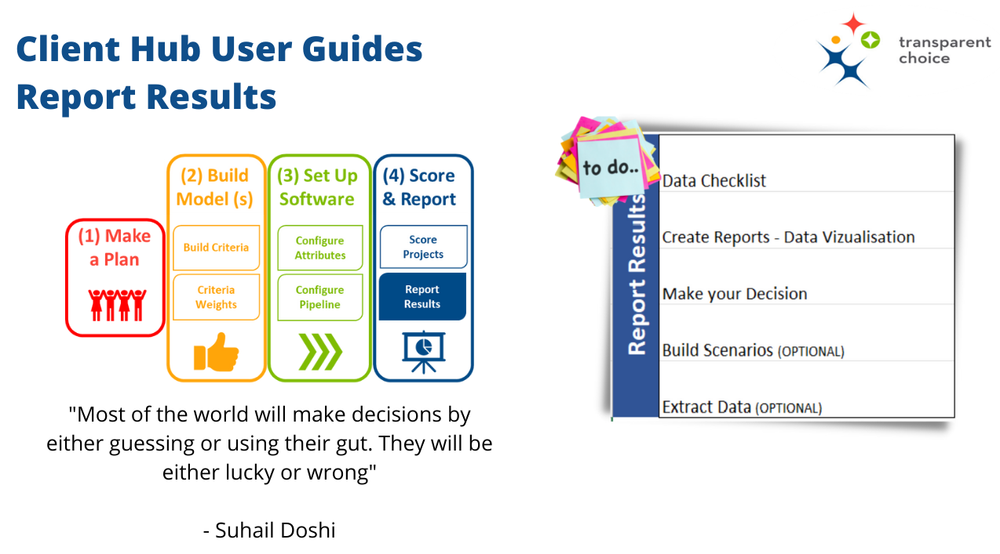 Client Hub User Guides
Report Results
transparent
choice
(1) Make
a Plan
(2) Build
Model (s)
Build Criteria
Criteria
Weights
(3) Set Up
Software
Configure
Attributes
Configure
Pipeline
(4) Score
& Report
Score
Projects
Report
Results
"Most of the world will make decisions by
either guessing or using their gut. They will be
either lucky or wrong"
- Suhail Doshi
to do..
Report Results
Data Checklist
Create Reports - Data Vizualisation
Make your Decision
Build Scenarios (OPTIONAL)
Extract Data (OPTIONAL)